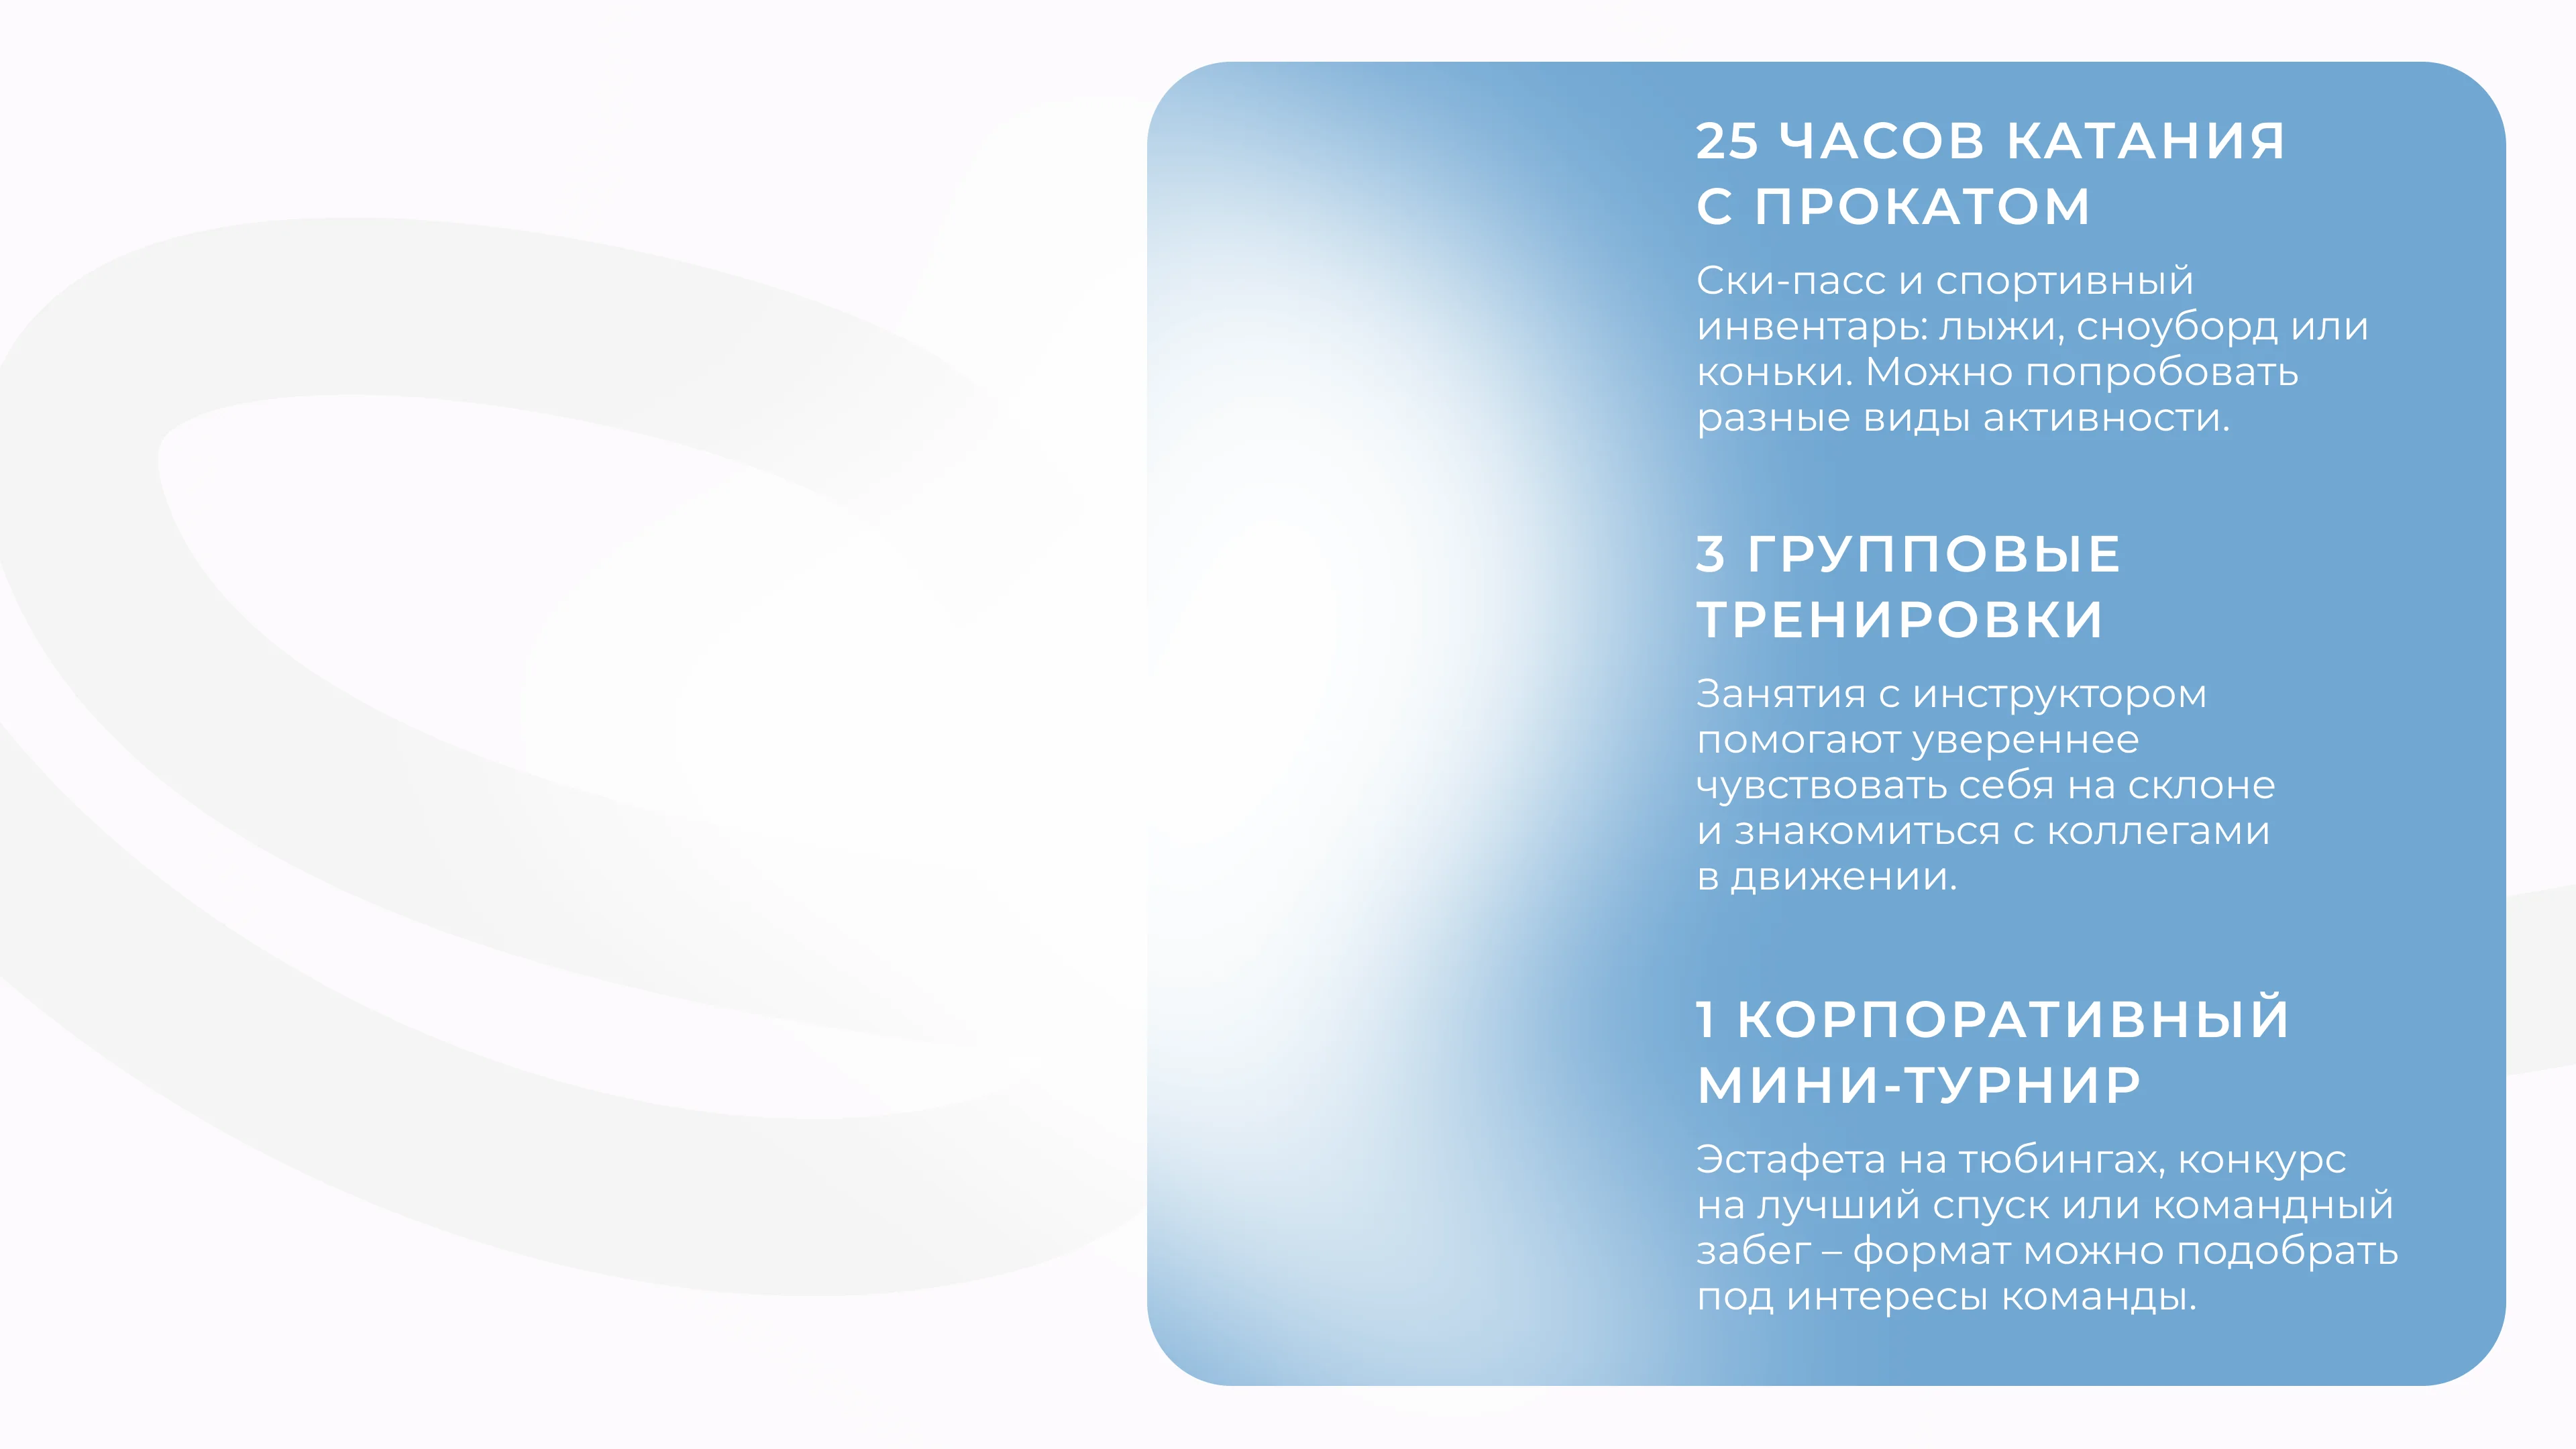 25 ЧАСОВ КАТАНИЯ
С ПРОКАТОМ
Ски-пасс и спортивный
инвентарь: лыжи, сноуборд или
коньки. Можно попробовать
разные виды активности.
3 ГРУППОВЫЕ
ТРЕНИРОВКИ
Занятия с инструктором
помогают увереннее
чувствовать себя на склоне
и знакомиться с коллегами
в движении.
1 КОРПОРАТИВНЫЙ
МИНИ-ТУРНИР
Эстафета на тюбингах, конкурс
на лучший спуск или командный
забег – формат можно подобрать
под интересы команды.